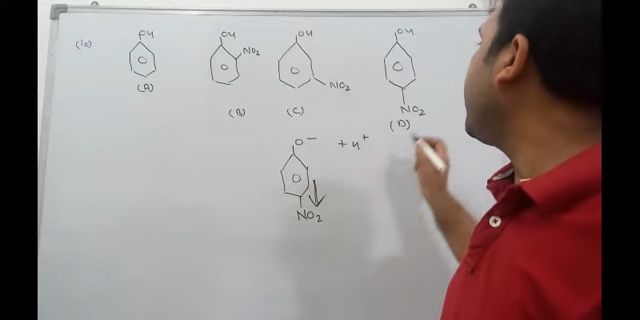 (10) OH OH OH OH
NO2
NO2
NO2
(A) (B) (C) (D)
O− + H+
NO2